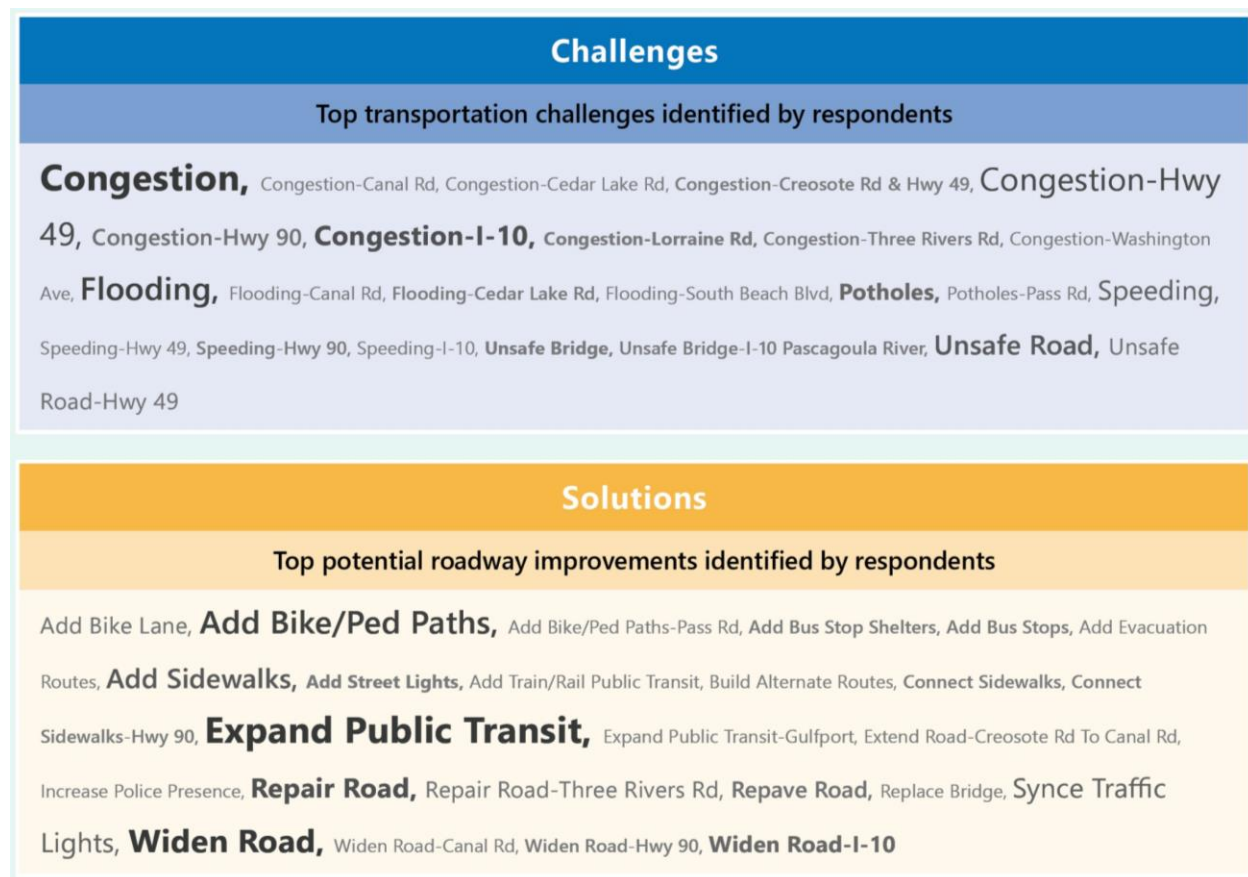 Challenges
Top transportation challenges identified by respondents
Congestion, Congestion-Canal Rd, Congestion-Cedar Lake Rd, Congestion-Creosote Rd & Hwy 49, Congestion-Hwy
49, Congestion-Hwy 90, Congestion-I-10, Congestion-Lorraine Rd, Congestion-Three Rivers Rd, Congestion-Washington
Ave, Flooding, Flooding-Canal Rd, Flooding-Cedar Lake Rd, Flooding-South Beach Blvd, Potholes, Potholes-Pass Rd, Speeding,
Speeding-Hwy 49, Speeding-Hwy 90, Speeding-I-10, Unsafe Bridge, Unsafe Bridge-I-10 Pascagoula River, Unsafe Road, Unsafe
Road-Hwy 49
Solutions
Top potential roadway improvements identified by respondents
Add Bike Lane, Add Bike/Ped Paths, Add Bike/Ped Paths-Pass Rd, Add Bus Stop Shelters, Add Bus Stops, Add Evacuation
Routes, Add Sidewalks, Add Street Lights, Add Train/Rail Public Transit, Build Alternate Routes, Connect Sidewalks, Connect
Sidewalks-Hwy 90, Expand Public Transit, Expand Public Transit-Gulfport, Extend Road-Creosote Rd To Canal Rd,
Increase Police Presence, Repair Road, Repair Road-Three Rivers Rd, Repave Road, Replace Bridge, Synce Traffic
Lights, Widen Road, Widen Road-Canal Rd, Widen Road-Hwy 90, Widen Road-I-10